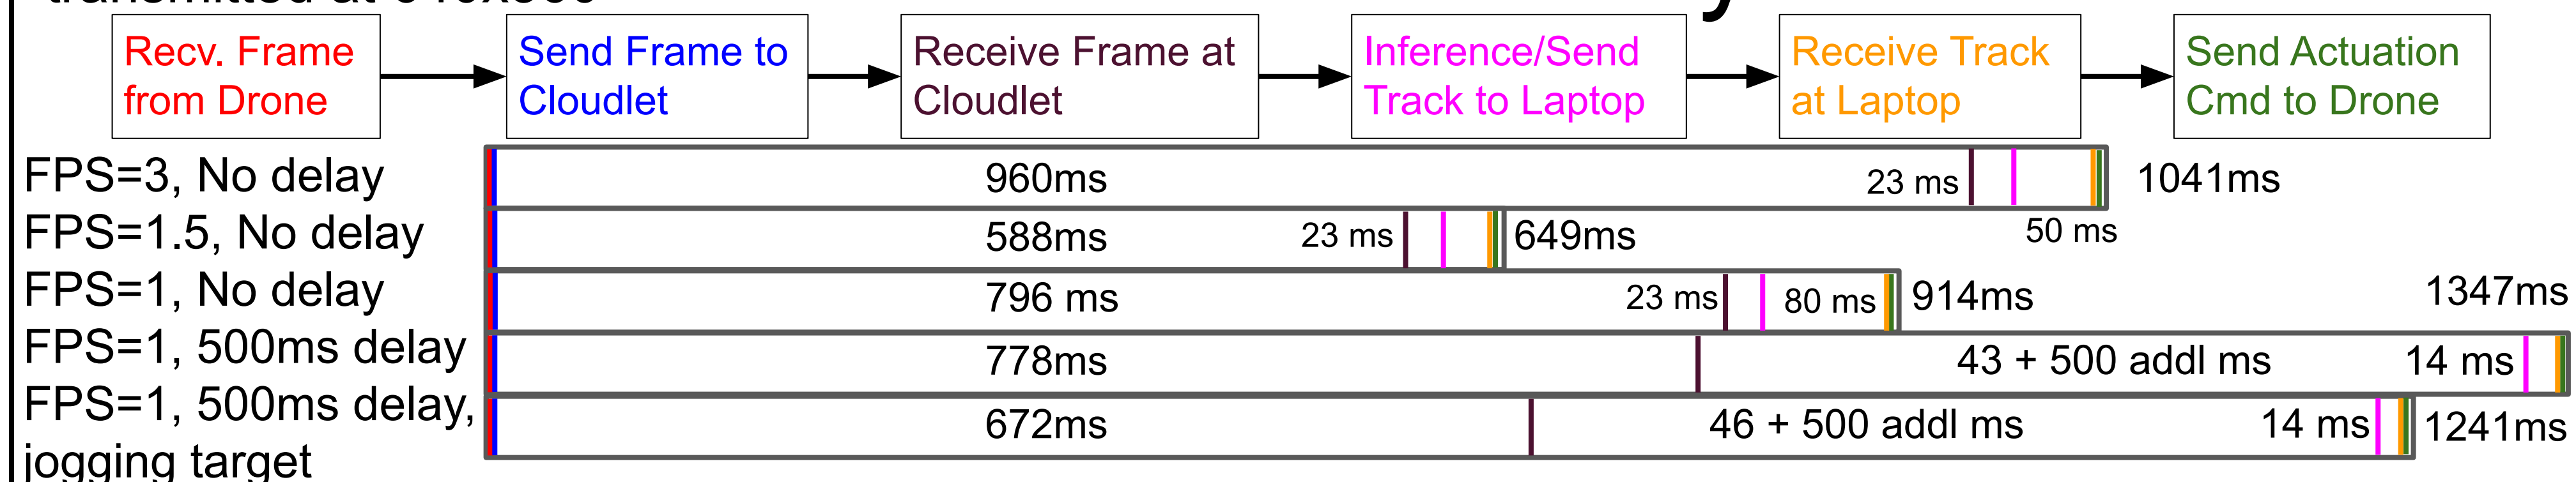 Recv. Frame
from Drone
Send Frame to
Cloudlet
Receive Frame at
Cloudlet
Inference/Send
Track to Laptop
Receive Track
at Laptop
Send Actuation
Cmd to Drone
FPS=3, No delay
960ms
23 ms
50 ms
1041ms
FPS=1.5, No delay
588ms
23 ms
649ms
FPS=1, No delay
796 ms
23 ms
80 ms
914ms
FPS=1, 500ms delay
778ms
43 + 500 addl ms
14 ms
1347ms
FPS=1, 500ms delay,
jogging target
672ms
46 + 500 addl ms
14 ms
1241ms